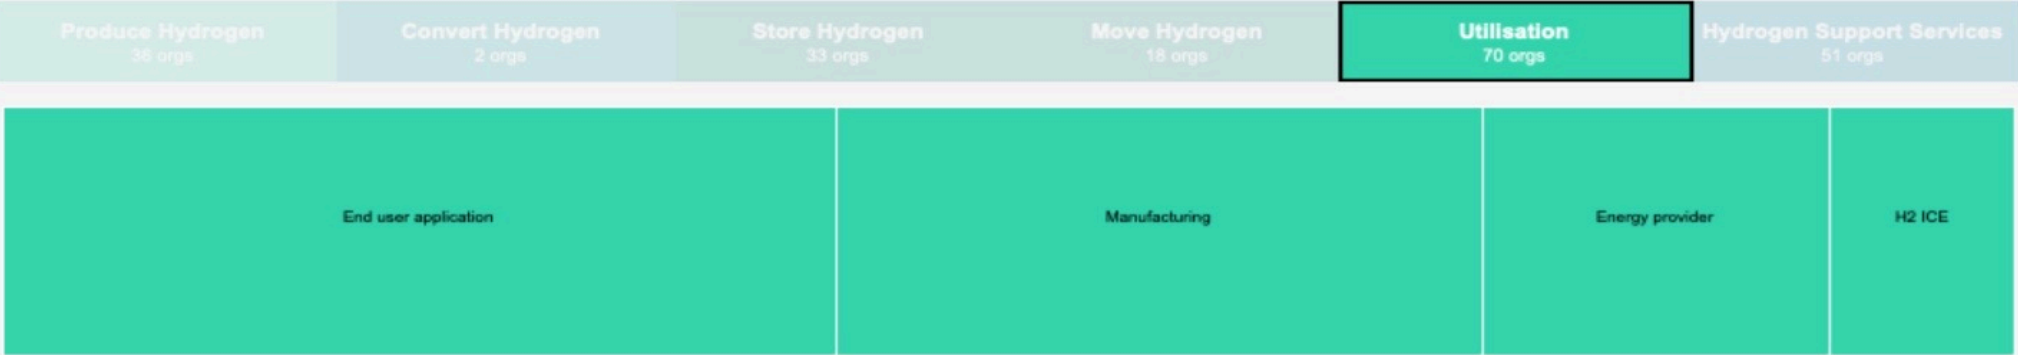 Produce Hydrogen
36 orgs
Convert Hydrogen
2 orgs
Store Hydrogen
33 orgs
Move Hydrogen
18 orgs
Utilisation
70 orgs
Hydrogen Support Services
51 orgs
End user application
Manufacturing
Energy provider
H2 ICE